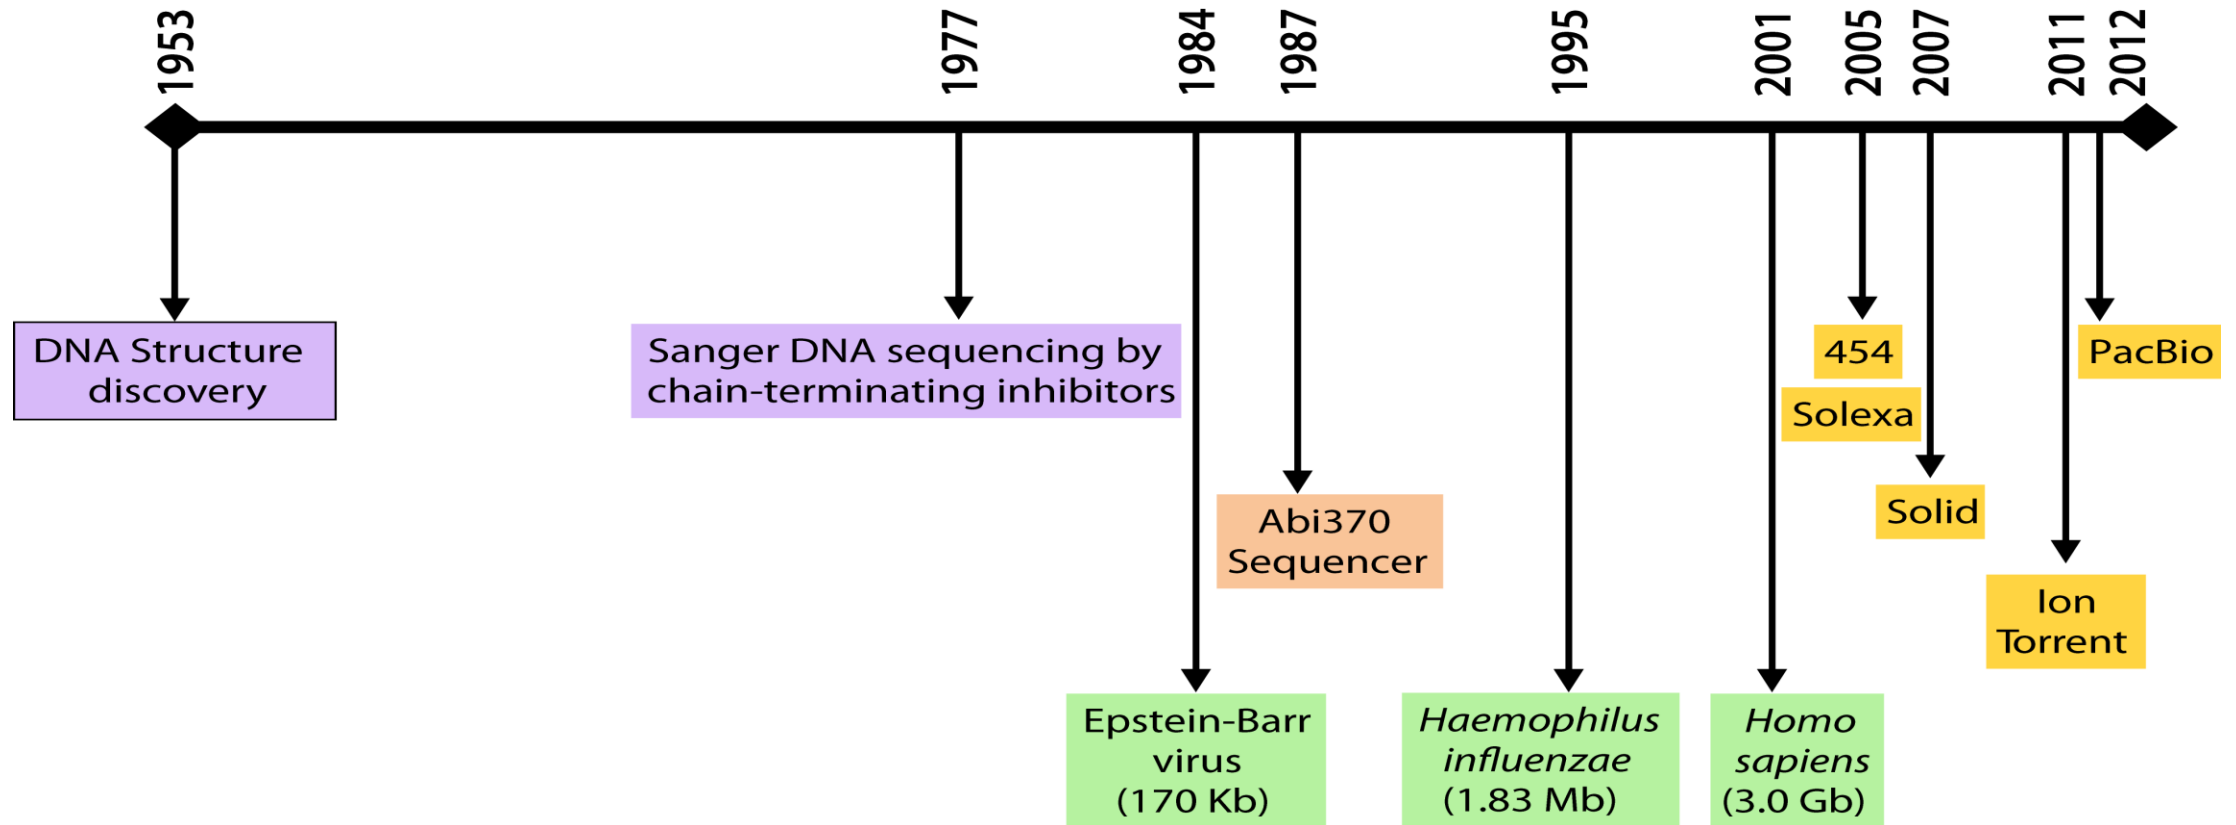 1953
1977
1984
1987
1995
2001
2005
2007
2011
2012
DNA Structure
discovery
Sanger DNA sequencing by
chain-terminating inhibitors
454
Solexa
PacBio
Abi370
Sequencer
Solid
Ion
Torrent
Epstein-Barr
virus
(170 Kb)
Haemophilus
influenzae
(1.83 Mb)
Homo
sapiens
(3.0 Gb)